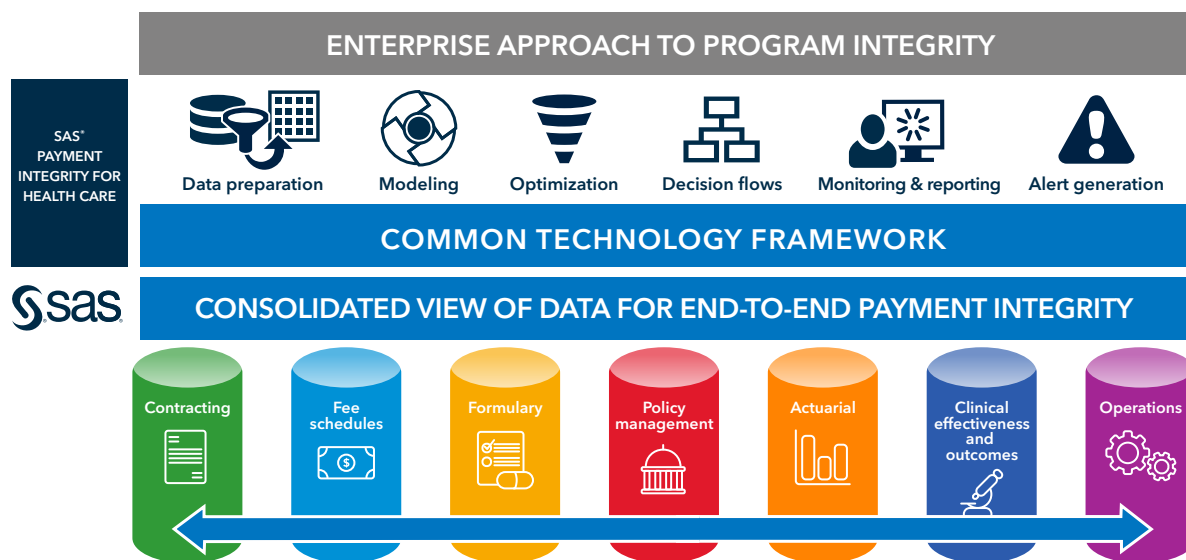 ENTERPRISE APPROACH TO PROGRAM INTEGRITY
SAS®
PAYMENT
INTEGRITY FOR
HEALTH CARE
Data preparation
Modeling
Optimization
Decision flows
Monitoring & reporting
Alert generation
COMMON TECHNOLOGY FRAMEWORK
sas
CONSOLIDATED VIEW OF DATA FOR END-TO-END PAYMENT INTEGRITY
Contracting
Fee
schedules
$
Formulary
Policy
management
Actuarial
Clinical
effectiveness
and
outcomes
Operations